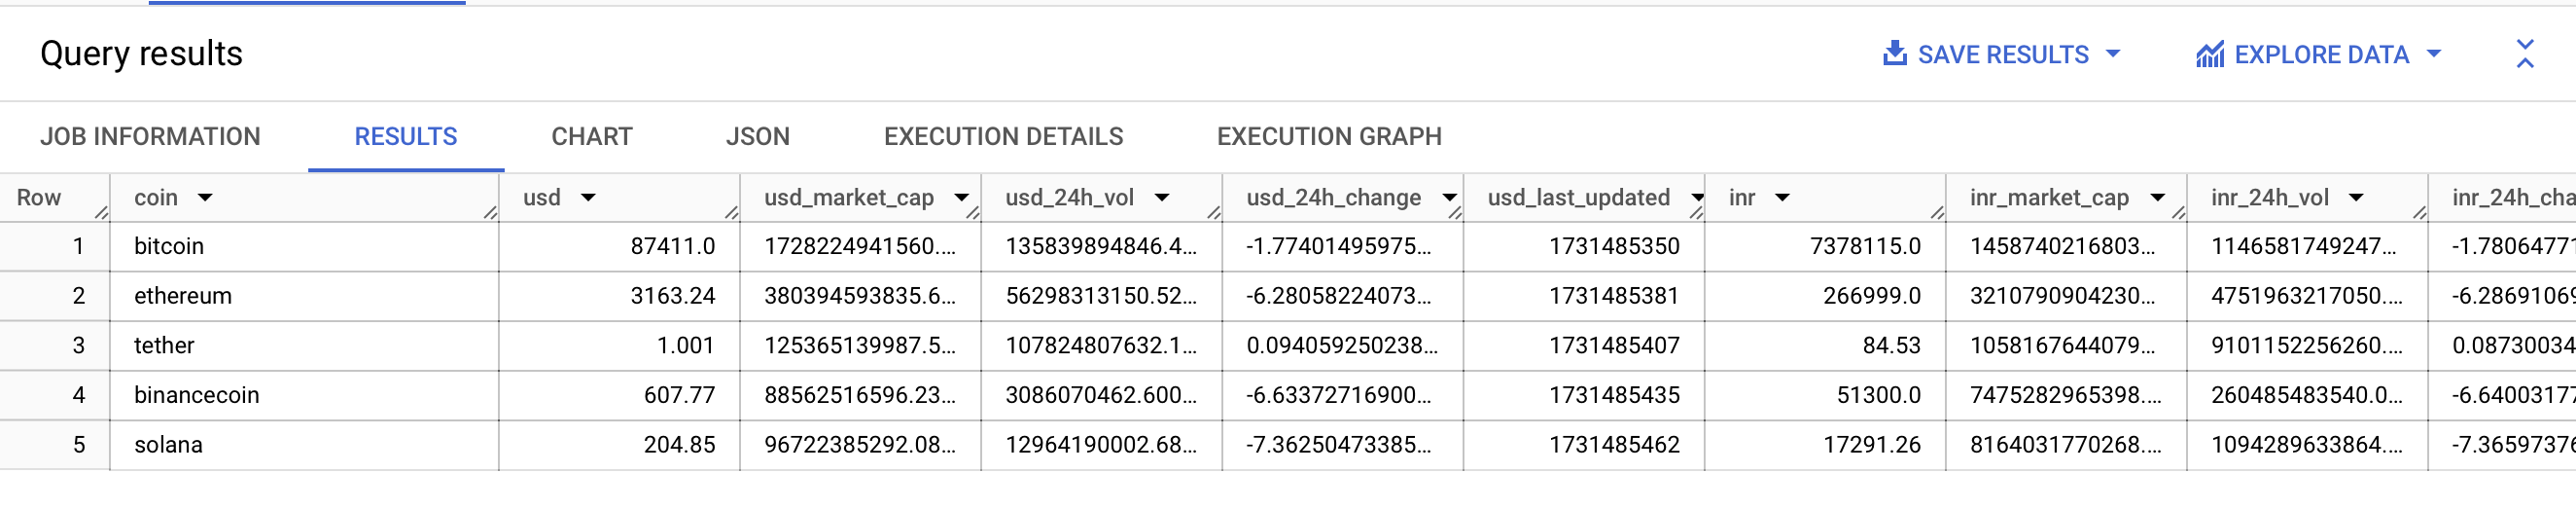 Query results SAVE RESULTS EXPLORE DATA
JOB INFORMATION RESULTS CHART JSON EXECUTION DETAILS EXECUTION GRAPH
Row coin usd usd_market_cap usd_24h_vol usd_24h_change usd_last_updated inr inr_market_cap inr_24h_vol inr_24h_cha
1 bitcoin 87411.0 1728224941560.... 135839894846.4... -1.77401495975... 1731485350 7378115.0 1458740216803... 1146581749247... -1.78064771
2 ethereum 3163.24 380394593835.6... 56298313150.52... -6.28058224073... 1731485381 266999.0 3210790904230... 4751963217050.... -6.28691069
3 tether 1.001 125365139987.5... 107824807632.1... 0.094059250238... 1731485407 84.53 1058167644079... 9101152256260.... 0.08730034
4 binancecoin 607.77 88562516596.23... 3086070462.600... -6.63372716900... 1731485435 51300.0 7475282965398.... 260485483540.0... -6.64003177
5 solana 204.85 96722385292.08... 12964190002.68... -7.36250473385... 1731485462 17291.26 8164031770268.... 1094289633864.... -7.36597376